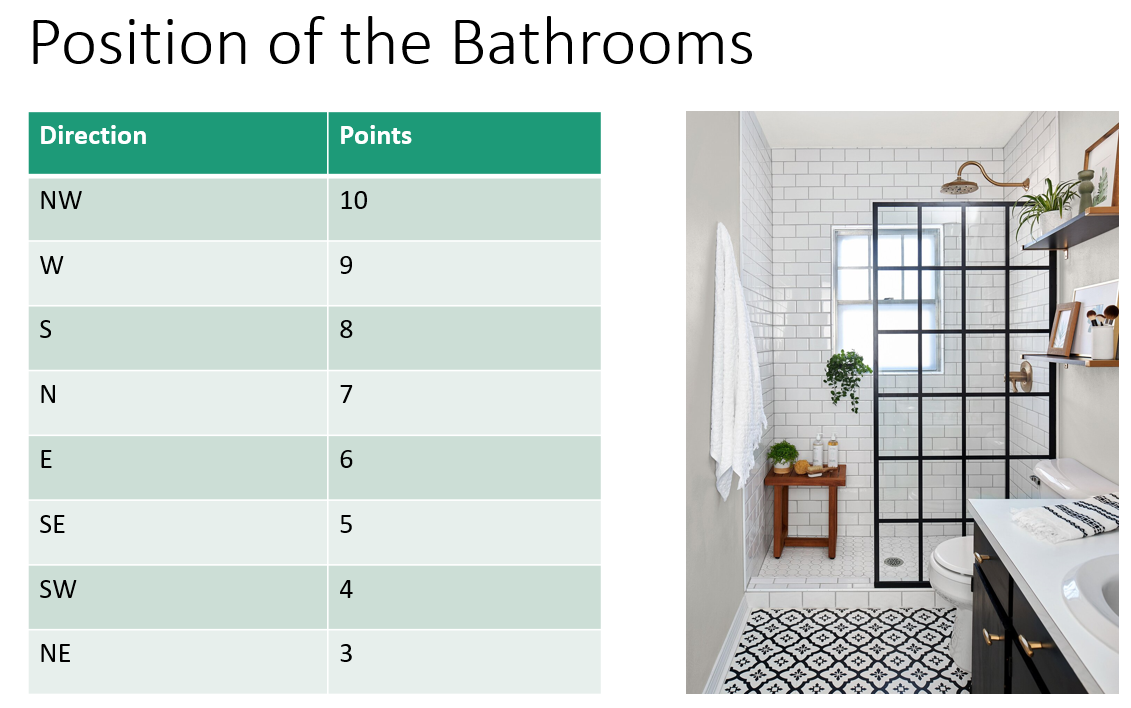 Position of the Bathrooms
Direction Points
NW 10
W 9
S 8
N 7
E 6
SE 5
SW 4
NE 3